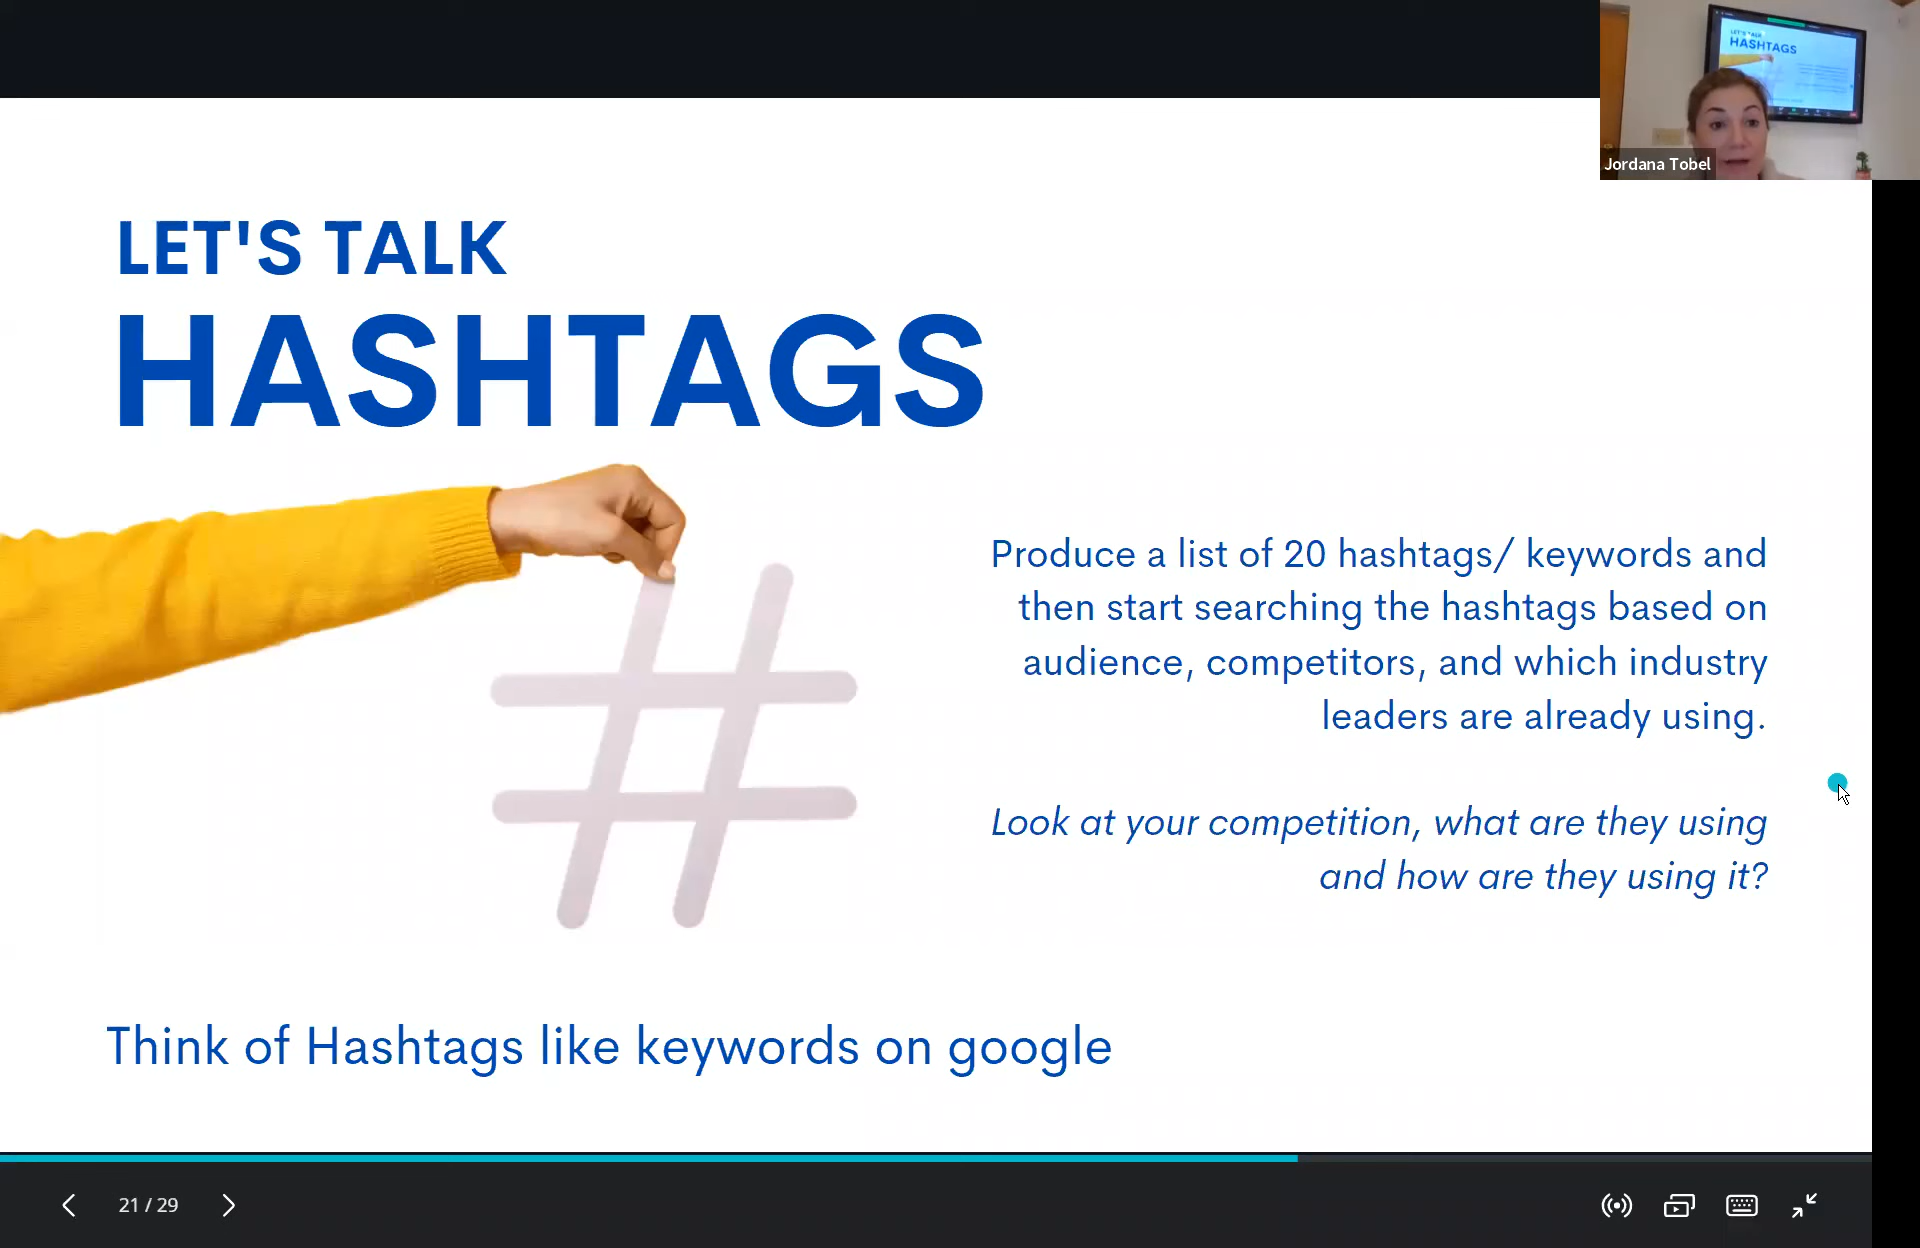 LET'S TALK
HASHTAGS
Jordana Tobel
LET'S TALK
HASHTAGS
Produce a list of 20 hashtags/ keywords and
then start searching the hashtags based on
audience, competitors, and which industry
leaders are already using.
Look at your competition, what are they using
and how are they using it?
Think of Hashtags like keywords on google
21 / 29